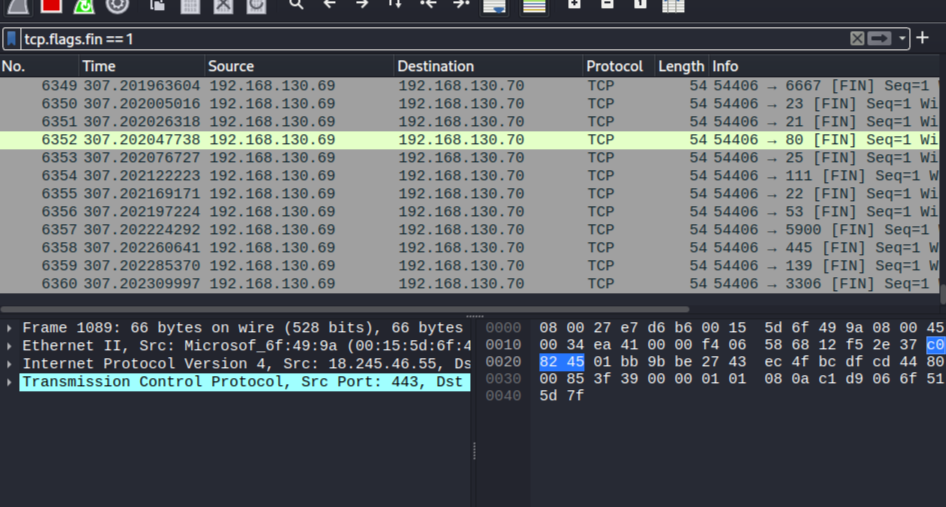 tcp.flags.fin == 1
No. Time Source Destination Protocol Length Info
6349 307.201963604 192.168.130.69 192.168.130.70 TCP 54 54406 → 6667 [FIN] Seq=1
6350 307.202005016 192.168.130.69 192.168.130.70 TCP 54 54406 → 23 [FIN] Seq=1 Wi
6351 307.202026318 192.168.130.69 192.168.130.70 TCP 54 54406 → 21 [FIN] Seq=1 Wi
6352 307.202047738 192.168.130.69 192.168.130.70 TCP 54 54406 → 80 [FIN] Seq=1 Wi
6353 307.202076727 192.168.130.69 192.168.130.70 TCP 54 54406 → 25 [FIN] Seq=1 Wi
6354 307.202122223 192.168.130.69 192.168.130.70 TCP 54 54406 → 111 [FIN] Seq=1 W
6355 307.202169171 192.168.130.69 192.168.130.70 TCP 54 54406 → 22 [FIN] Seq=1 Wi
6356 307.202197224 192.168.130.69 192.168.130.70 TCP 54 54406 → 53 [FIN] Seq=1 Wi
6357 307.202224292 192.168.130.69 192.168.130.70 TCP 54 54406 → 5900 [FIN] Seq=1
6358 307.202260641 192.168.130.69 192.168.130.70 TCP 54 54406 → 445 [FIN] Seq=1 W
6359 307.202285370 192.168.130.69 192.168.130.70 TCP 54 54406 → 139 [FIN] Seq=1 W
6360 307.202309997 192.168.130.69 192.168.130.70 TCP 54 54406 → 3306 [FIN] Seq=1
Frame 1089: 66 bytes on wire (528 bits), 66 bytes
Ethernet II, Src: Microsof_6f:49:9a (00:15:5d:6f:4
Internet Protocol Version 4, Src: 18.245.46.55, Ds
Transmission Control Protocol, Src Port: 443, Dst
0000 08 00 27 e7 d6 b6 00 15 5d 6f 49 9a 08 00 45
0010 00 34 ea 41 00 00 f4 06 58 68 12 f5 2e 37 c0
0020 82 45 01 bb 9b be 27 43 ec 4f bc df cd 44 80
0030 00 85 3f 39 00 00 01 01 08 0a c1 d9 06 6f 51
0040 5d 7f